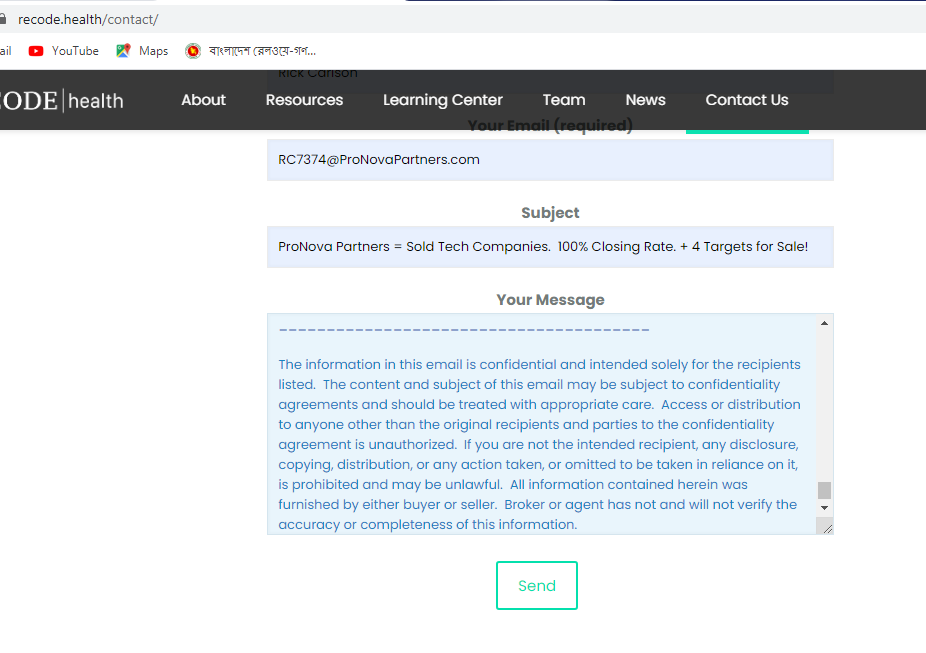 recode.health/contact/
ail YouTube Maps বাংলাদেশ রেলওয়ে-গণ...
Rick Carlson
CODE health About Resources Learning Center Team News Contact Us
Your Email (required)
RC7374@ProNovaPartners.com
Subject
ProNova Partners = Sold Tech Companies.  100% Closing Rate. + 4 Targets for Sale!
Your Message
---------------------------------------
The information in this email is confidential and intended solely for the recipients
listed.  The content and subject of this email may be subject to confidentiality
agreements and should be treated with appropriate care.  Access or distribution
to anyone other than the original recipients and parties to the confidentiality
agreement is unauthorized.  If you are not the intended recipient, any disclosure,
copying, distribution, or any action taken, or omitted to be taken in reliance on it,
is prohibited and may be unlawful.  All information contained herein was
furnished by either buyer or seller.  Broker or agent has not and will not verify the
accuracy or completeness of this information.
Send